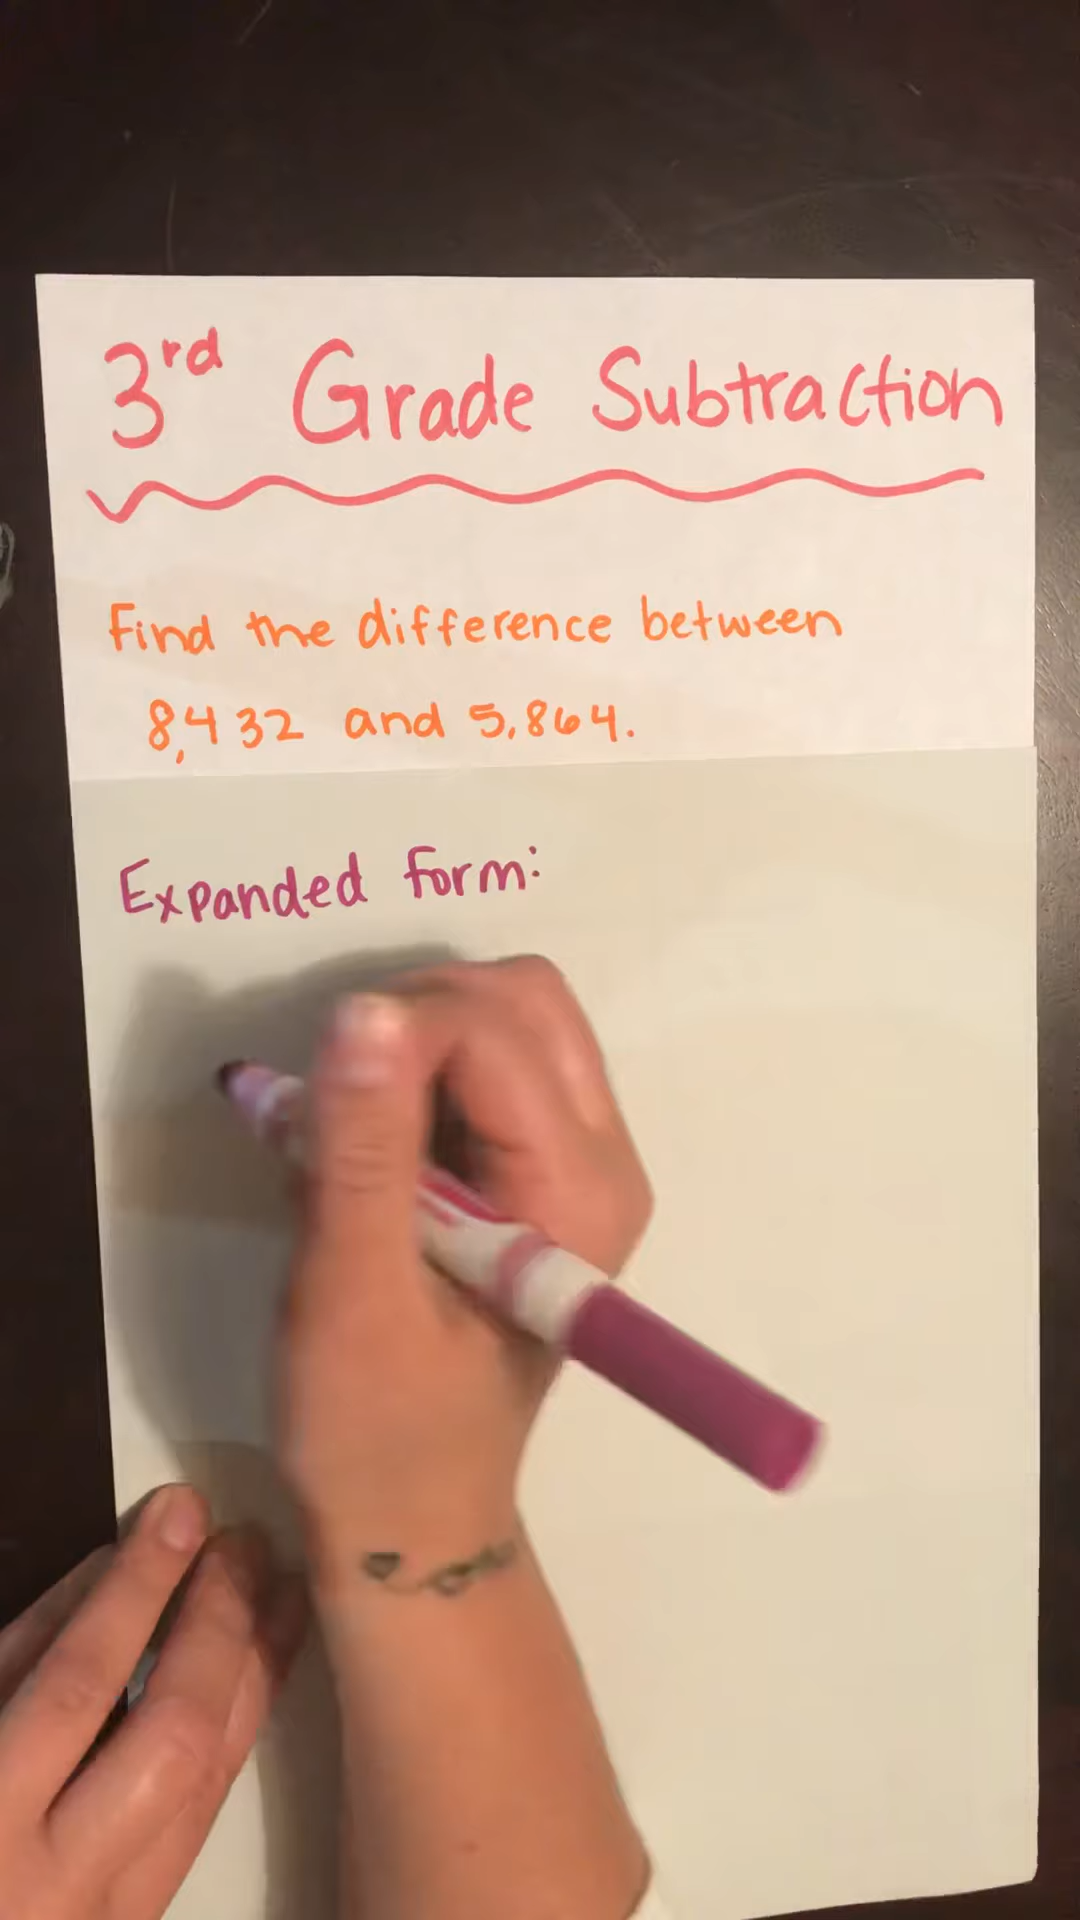 3rd Grade Subtraction
Find the difference between
8,432 and 5,864.
Expanded form: